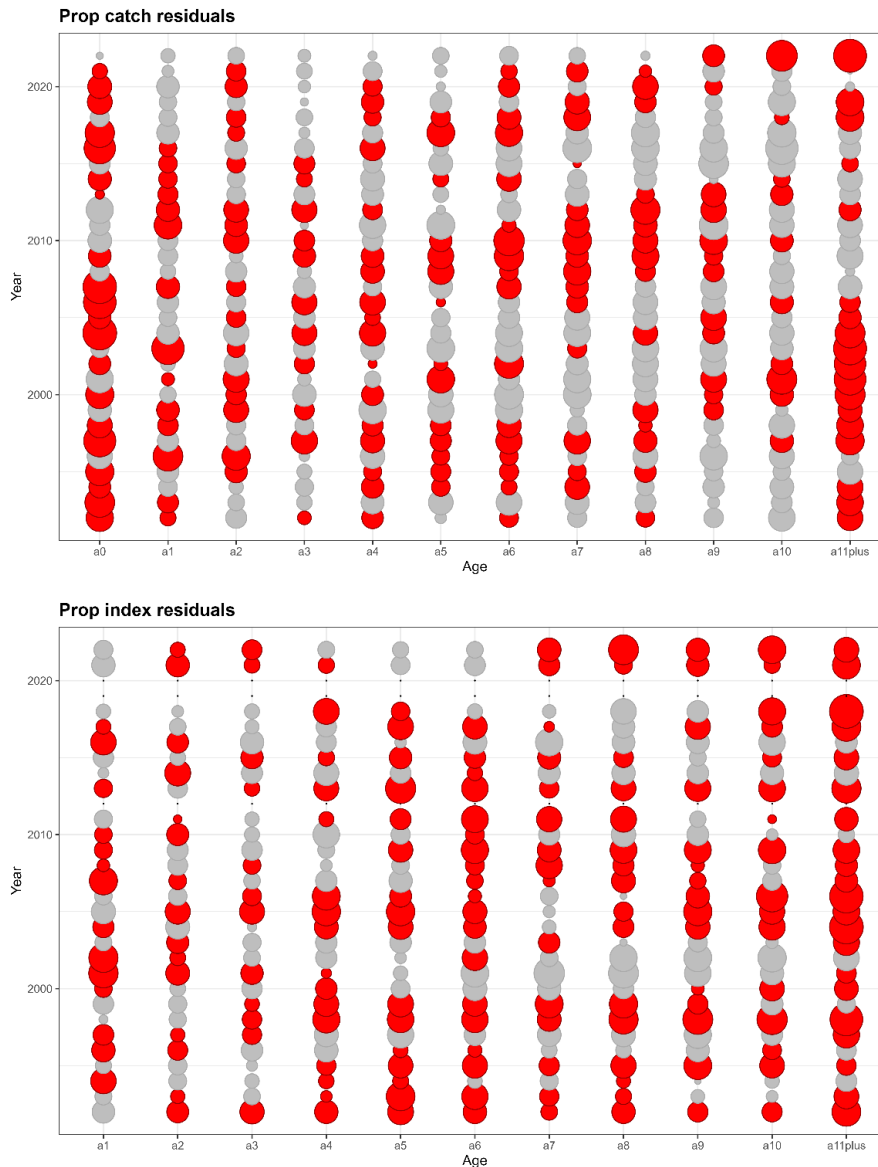 Prop catch residuals
2020
2010
2000
Year
a0 a1 a2 a3 a4 a5 a6 a7 a8 a9 a10 a11plus
Age
Prop index residuals
2020
2010
2000
Year
a1 a2 a3 a4 a5 a6 a7 a8 a9 a10 a11plus
Age